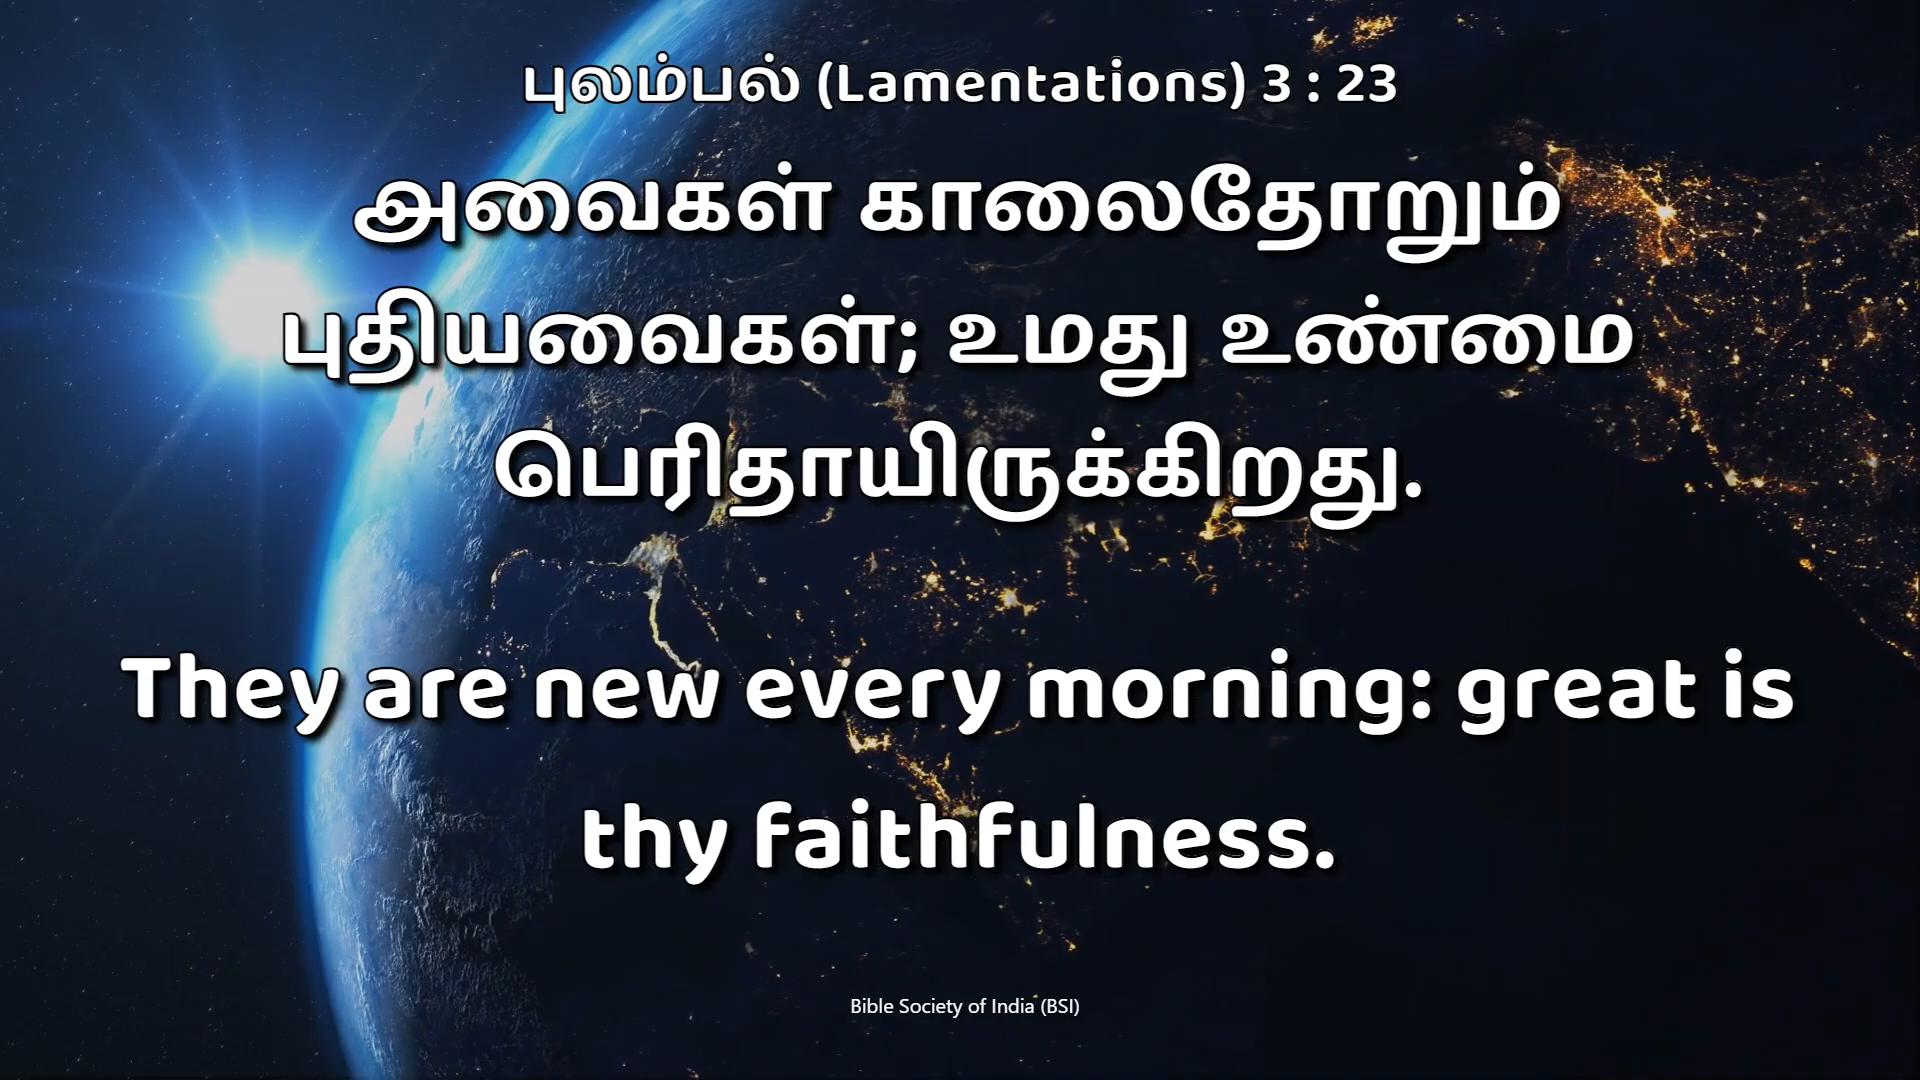 புலம்பல் (Lamentations) 3 : 23
அவைகள் காலைதோறும்
புதியவைகள்; உமது உண்மை
பெரிதாயிருக்கிறது.
They are new every morning: great is
thy faithfulness.
Bible Society of India (BSI)